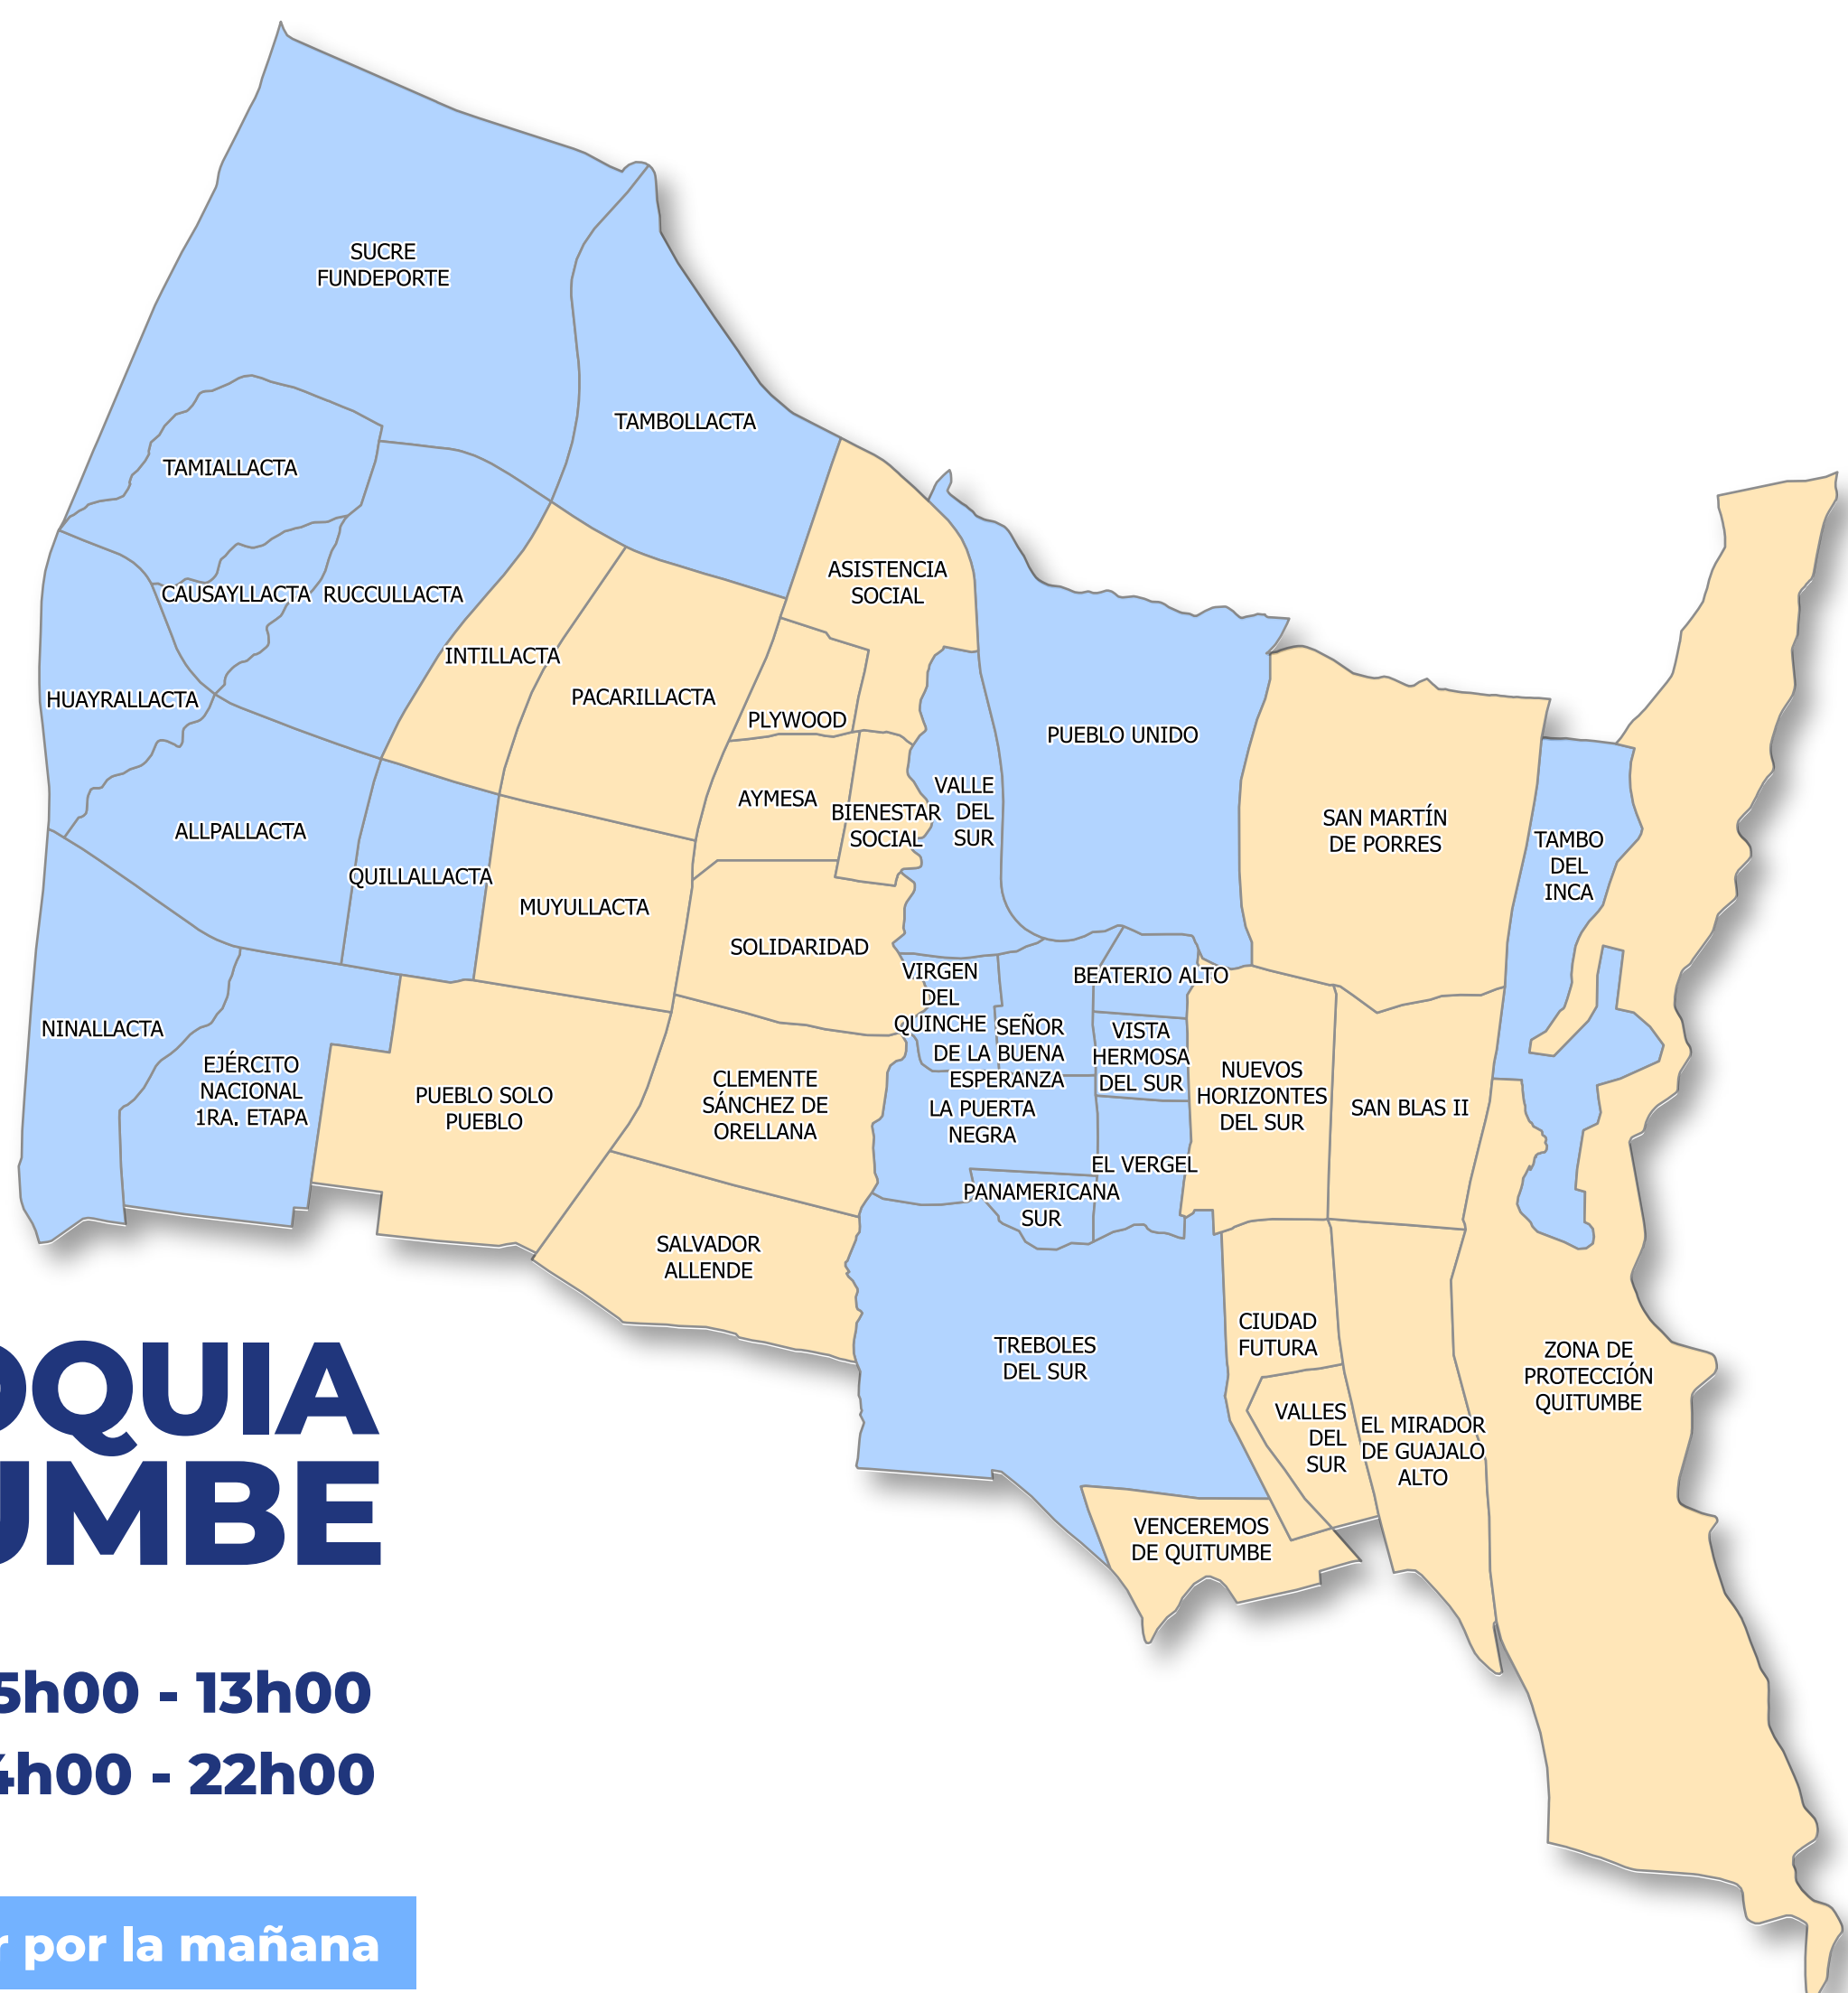 SUCRE
FUNDEPORTE
TAMBOLLACTA
TAMIALLACTA
ASISTENCIA
SOCIAL
CAUSAYLLACTA
RUCCULLACTA
INTILLACTA
HUAYRALLACTA
PACARILLACTA
PLYWOOD
PUEBLO UNIDO
AYMESA
BIENESTAR
SOCIAL
VALLE
DEL
SUR
SAN MARTÍN
DE PORRES
TAMBO
DEL
INCA
ALLPALLACTA
QUILLALLACTA
MUYULLACTA
SOLIDARIDAD
VIRGEN
DEL
QUINCHE
BEATERIO ALTO
NINALLACTA
SEÑOR
DE LA BUENA
ESPERANZA
VISTA
HERMOSA
DEL SUR
EJÉRCITO
NACIONAL
1RA. ETAPA
PUEBLO SOLO
PUEBLO
CLEMENTE
SÁNCHEZ DE
ORELLANA
NUEVOS
HORIZONTES
DEL SUR
SAN BLAS II
LA PUERTA
NEGRA
EL VERGEL
PANAMERICANA
SUR
SALVADOR
ALLENDE
TREBOLES
DEL SUR
CIUDAD
FUTURA
ZONA DE
PROTECCIÓN
QUITUMBE
VALLES
DEL
SUR
EL MIRADOR
DE GUAJALO
ALTO
VENCEREMOS
DE QUITUMBE
OQUIA
UMBE
5h00 - 13h00
4h00 - 22h00
r por la mañana